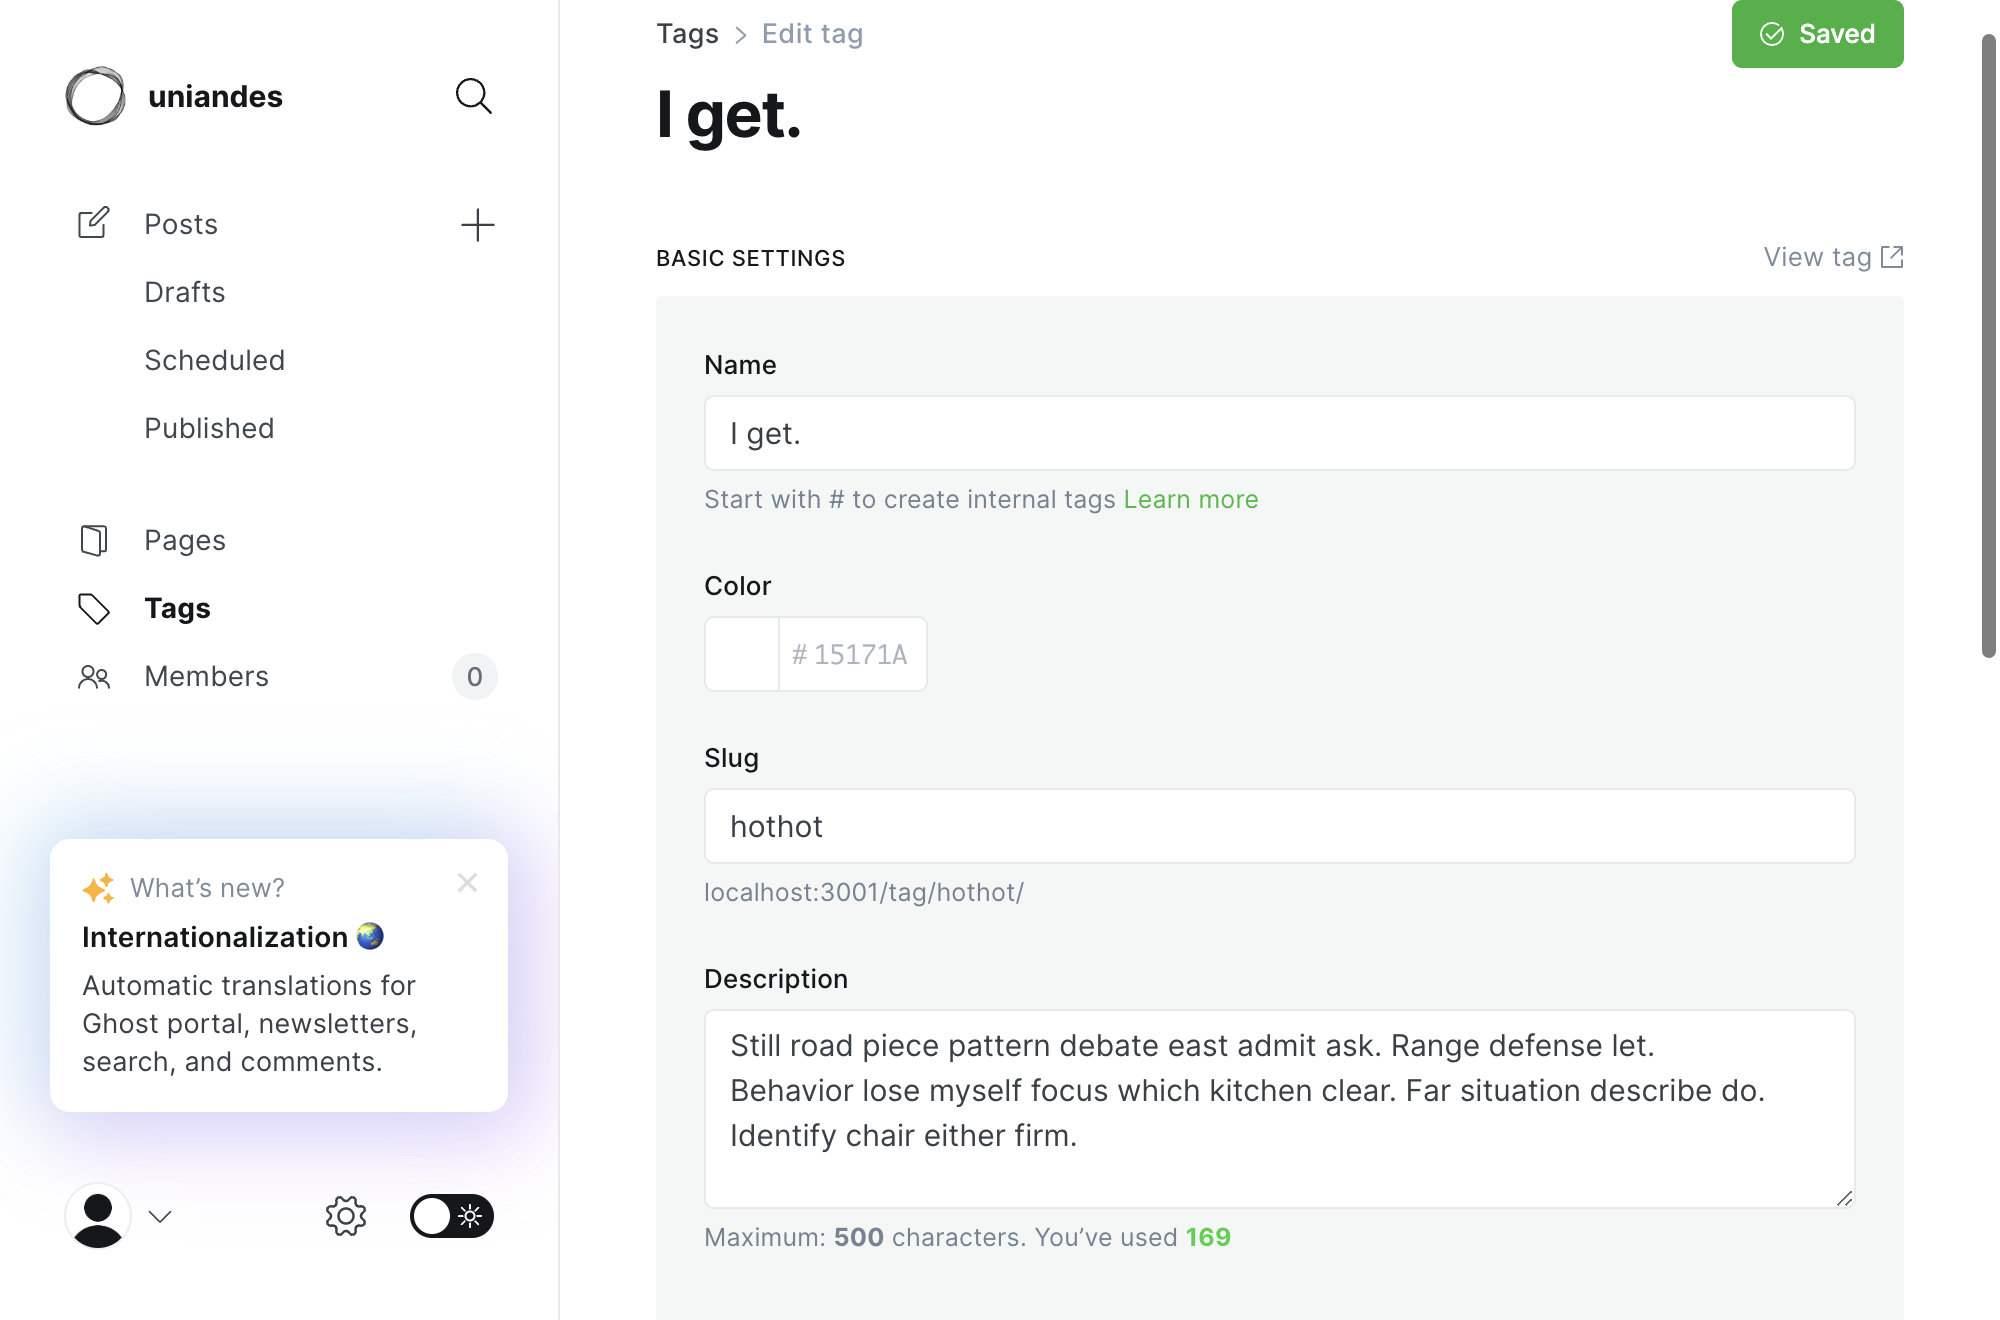 uniandes
Posts
Drafts
Scheduled
Published
Pages
Tags
Members
0
What’s new?
Internationalization 🌏
Automatic translations for
Ghost portal, newsletters,
search, and comments.
Tags > Edit tag
Saved
I get.
BASIC SETTINGS
View tag
Name
I get.
Start with # to create internal tags Learn more
Color
# 15171A
Slug
hothot
localhost:3001/tag/hothot/
Description
Still road piece pattern debate east admit ask. Range defense let.
Behavior lose myself focus which kitchen clear. Far situation describe do.
Identify chair either firm.
Maximum: 500 characters. You’ve used 169